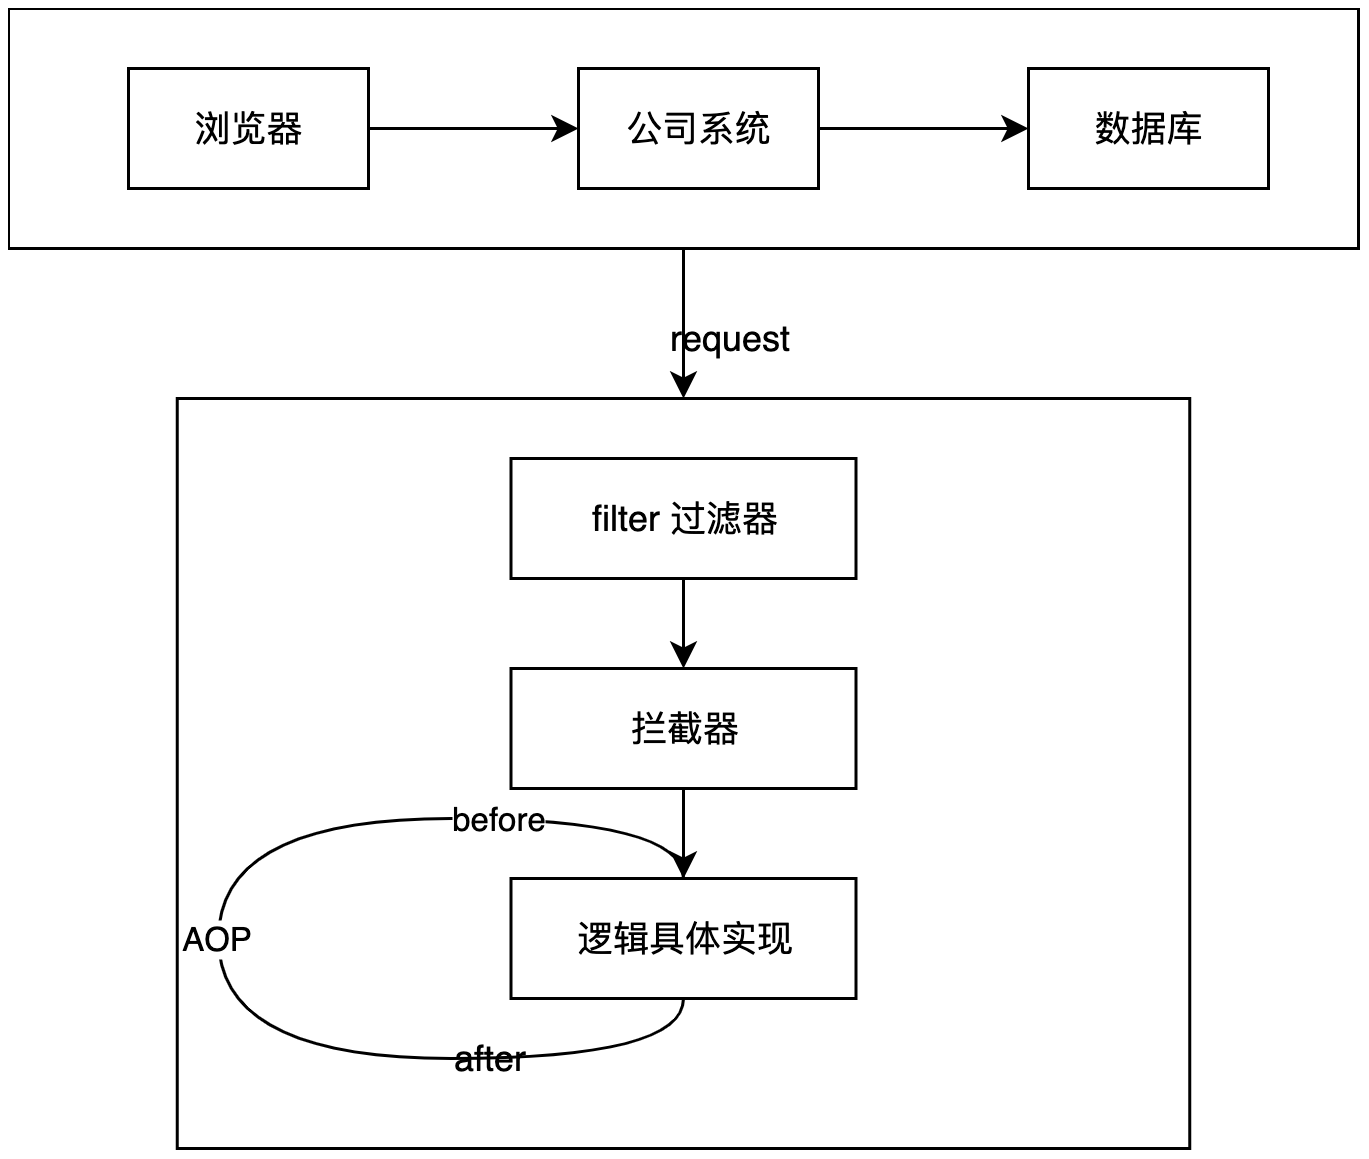 浏览器
公司系统
数据库
request
filter 过滤器
拦截器
before
AOP
逻辑具体实现
after